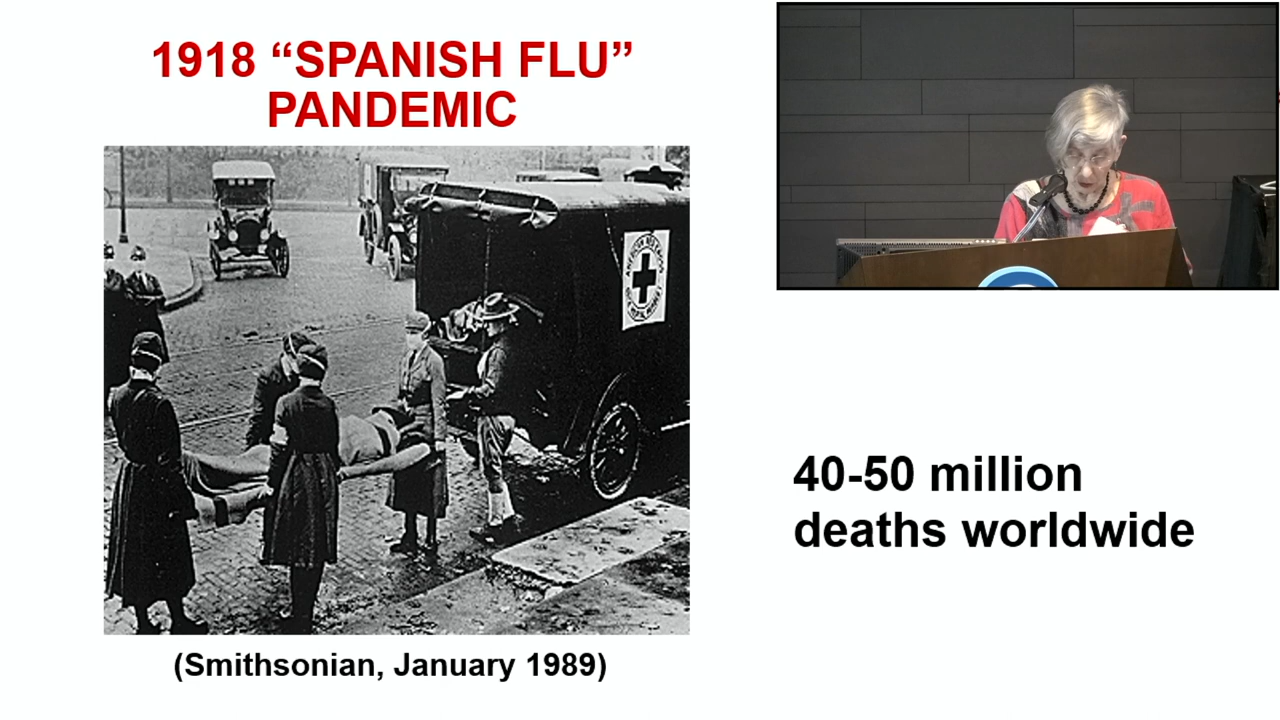 1918 “SPANISH FLU”
PANDEMIC
(Smithsonian, January 1989)
40-50 million
deaths worldwide